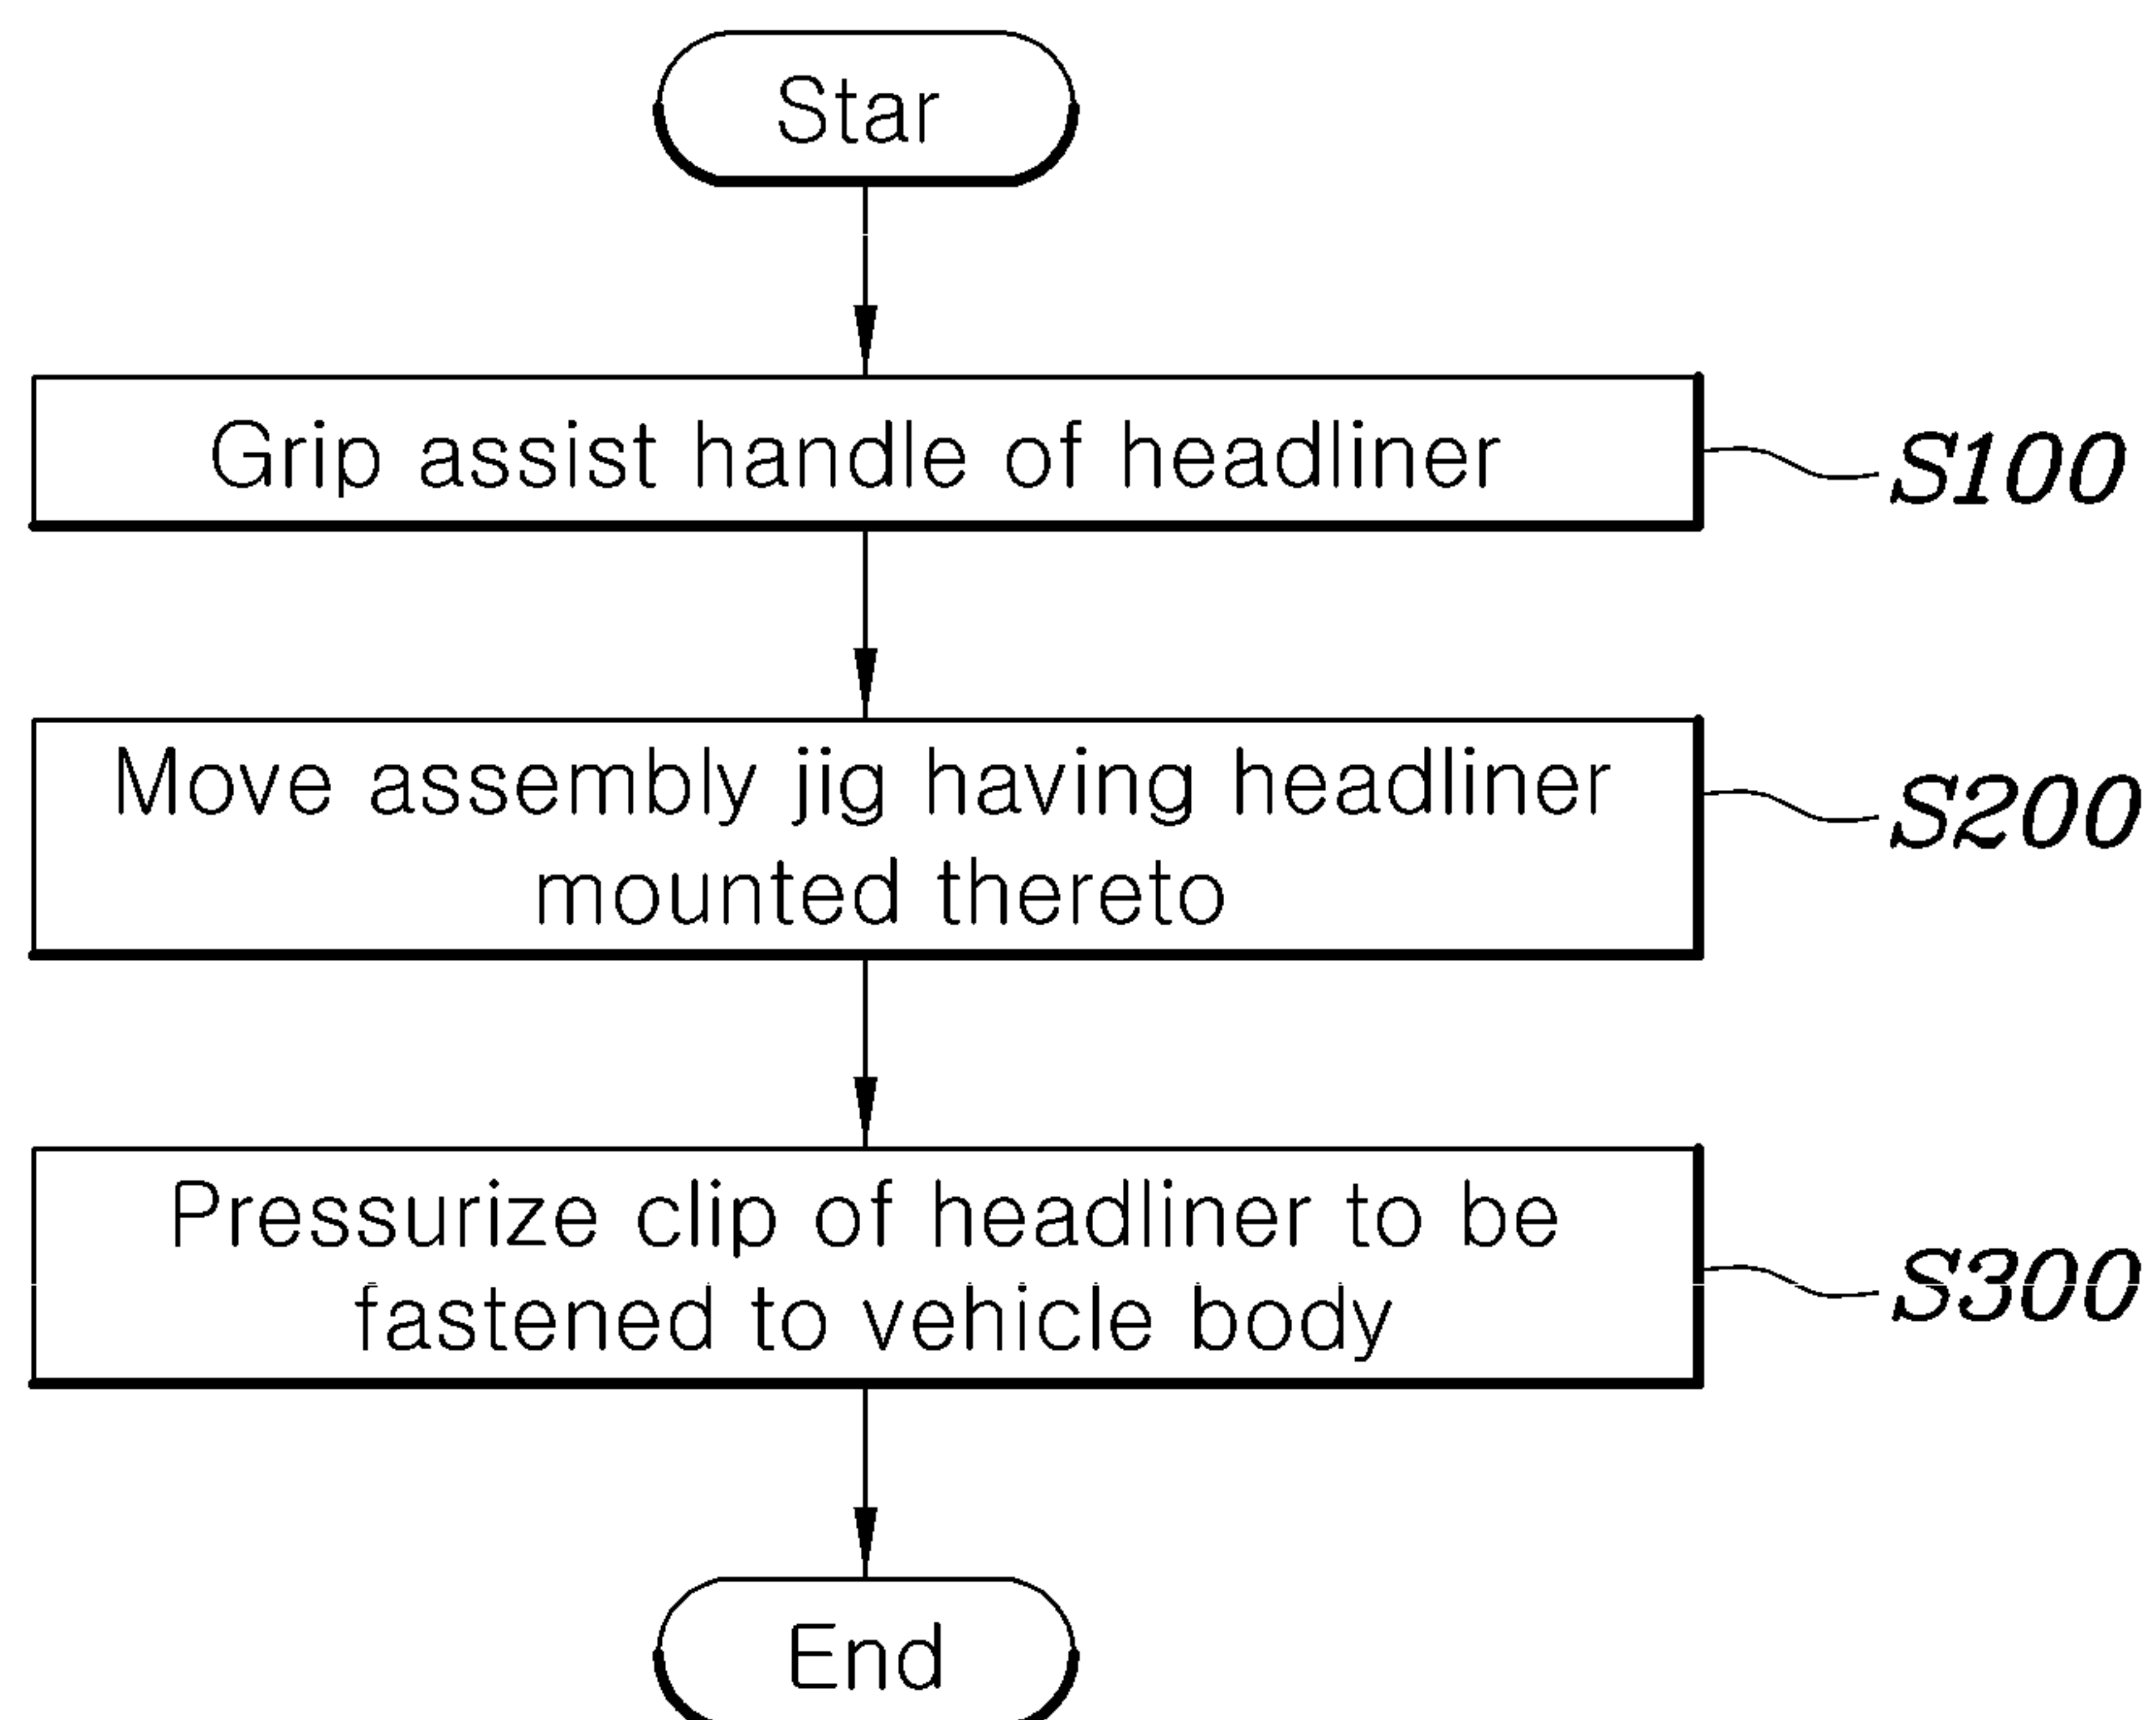 Star
Grip assist handle of headliner
S100
Move assembly jig having headliner
mounted thereto
S200
Pressurize clip of headliner to be
fastened to vehicle body
S300
End